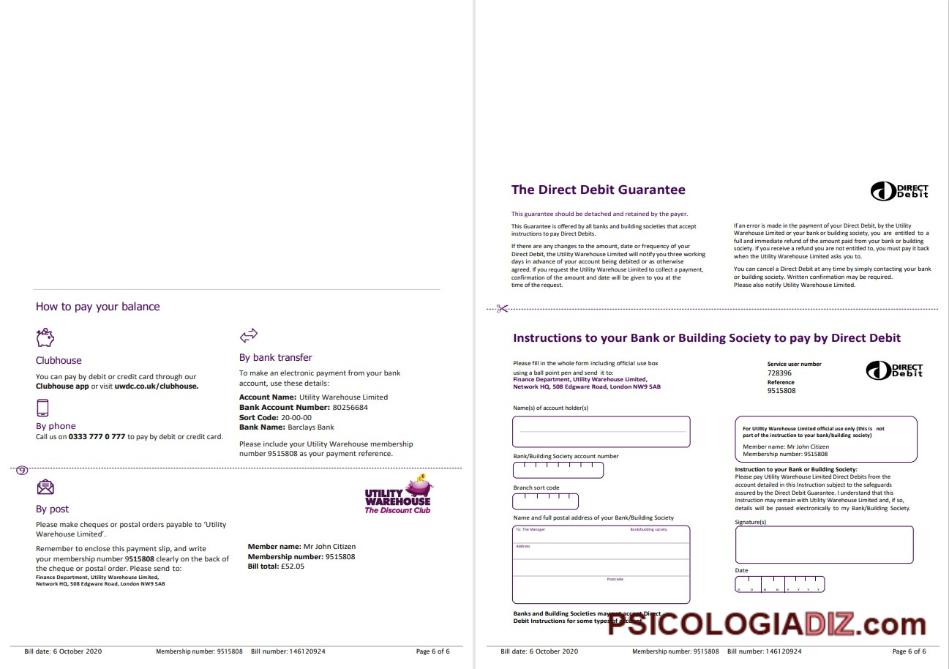 How to pay your balance
Clubhouse
You can pay by debit or credit card through our
Clubhouse app or visit uwdc.co.uk/clubhouse.
By phone
Call us on 0333 777 0 777 to pay by debit or credit card.
By bank transfer
To make an electronic payment from your bank
account, use these details:
Account Name: Utility Warehouse Limited
Bank Account Number: 80256684
Sort Code: 20-00-00
Bank Name: Barclays Bank
Please include your Utility Warehouse membership
number 9515808 as your payment reference.
By post
Please make cheques or postal orders payable to 'Utility
Warehouse Limited'.
Remember to enclose this payment slip, and write
your membership number 9515808 clearly on the back of
the cheque or postal order. Please send to:
Finance Department, Utility Warehouse Limited,
Network HQ, 508 Edgware Road, London NW9 5AB
UTILITY
WAREHOUSE
The Discount Club
Member name: Mr John Citizen
Membership number: 9515808
Bill total: £52.05
Bill date: 6 October 2020 Membership number: 9515808 Bill number: 146120924 Page 6 of 6
The Direct Debit Guarantee
DIRECT
Debit
This guarantee should be detached and retained by the payer.
This Guarantee is offered by all banks and building societies that accept
instructions to pay Direct Debits.
If there are any changes to the amount, date or frequency of your
Direct Debit, the Utility Warehouse Limited will notify you three working
days in advance of your account being debited or as otherwise
agreed. If you request the Utility Warehouse Limited to collect a payment,
confirmation of the amount and date will be given to you at the
time of the request.
If an error is made in the payment of your Direct Debit, by the Utility
Warehouse Limited or your bank or building society, you are entitled to a
full and immediate refund of the amount paid from your bank or building
society. If you receive a refund you are not entitled to, you must pay it back
when the Utility Warehouse Limited asks you to.
You can cancel a Direct Debit at any time by simply contacting your bank
or building society. Written confirmation may be required.
Please also notify Utility Warehouse Limited.
Instructions to your Bank or Building Society to pay by Direct Debit
Please fill in the whole form including official use box
using a ball point pen and send it to:
Finance Department, Utility Warehouse Limited,
Network HQ, 508 Edgware Road, London NW9 5AB
Service user number
728396
Reference
9515808
DIRECT
Debit
Name(s) of account holder(s)
Bank/Building Society account number
Branch sort code
Name and full postal address of your Bank/Building Society
To: The Manager Bank/building society
Address
Postcode
Banks and Building Societies may not accept Direct
Debit Instructions for some types of account
For Utility Warehouse Limited official use only (this is not
part of the instruction to your bank/building society)
Member name: Mr John Citizen
Membership number: 9515808
Instruction to your Bank or Building Society:
Please pay Utility Warehouse Limited Direct Debits from the
account detailed in this Instruction subject to the safeguards
assured by the Direct Debit Guarantee. I understand that this
Instruction may remain with Utility Warehouse Limited and, if so,
details will be passed electronically to my Bank/Building Society.
Signature(s)
Date
PSICOLOGIADIZ.com
Bill date: 6 October 2020 Membership number: 9515808 Bill number: 146120924 Page 6 of 6